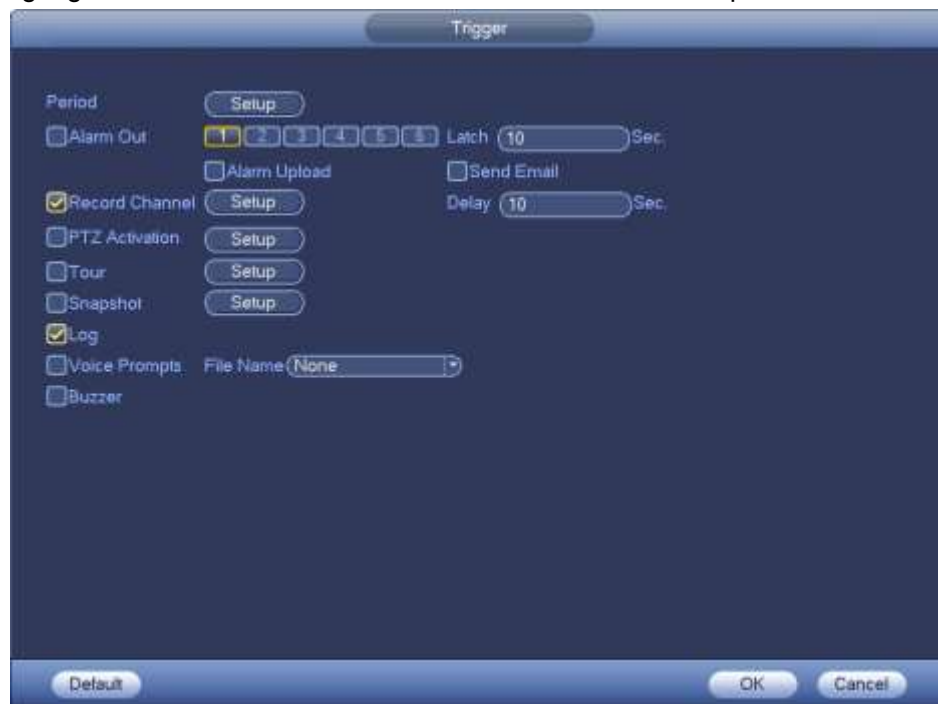 Trigger
Period Setup
Alarm Out 1 2 3 4 5 6 Latch 10 Sec.
Alarm Upload Send Email
Record Channel Setup Delay 10 Sec.
PTZ Activation Setup
Tour Setup
Snapshot Setup
Log
Voice Prompts File Name None
Buzzer
Default OK Cancel